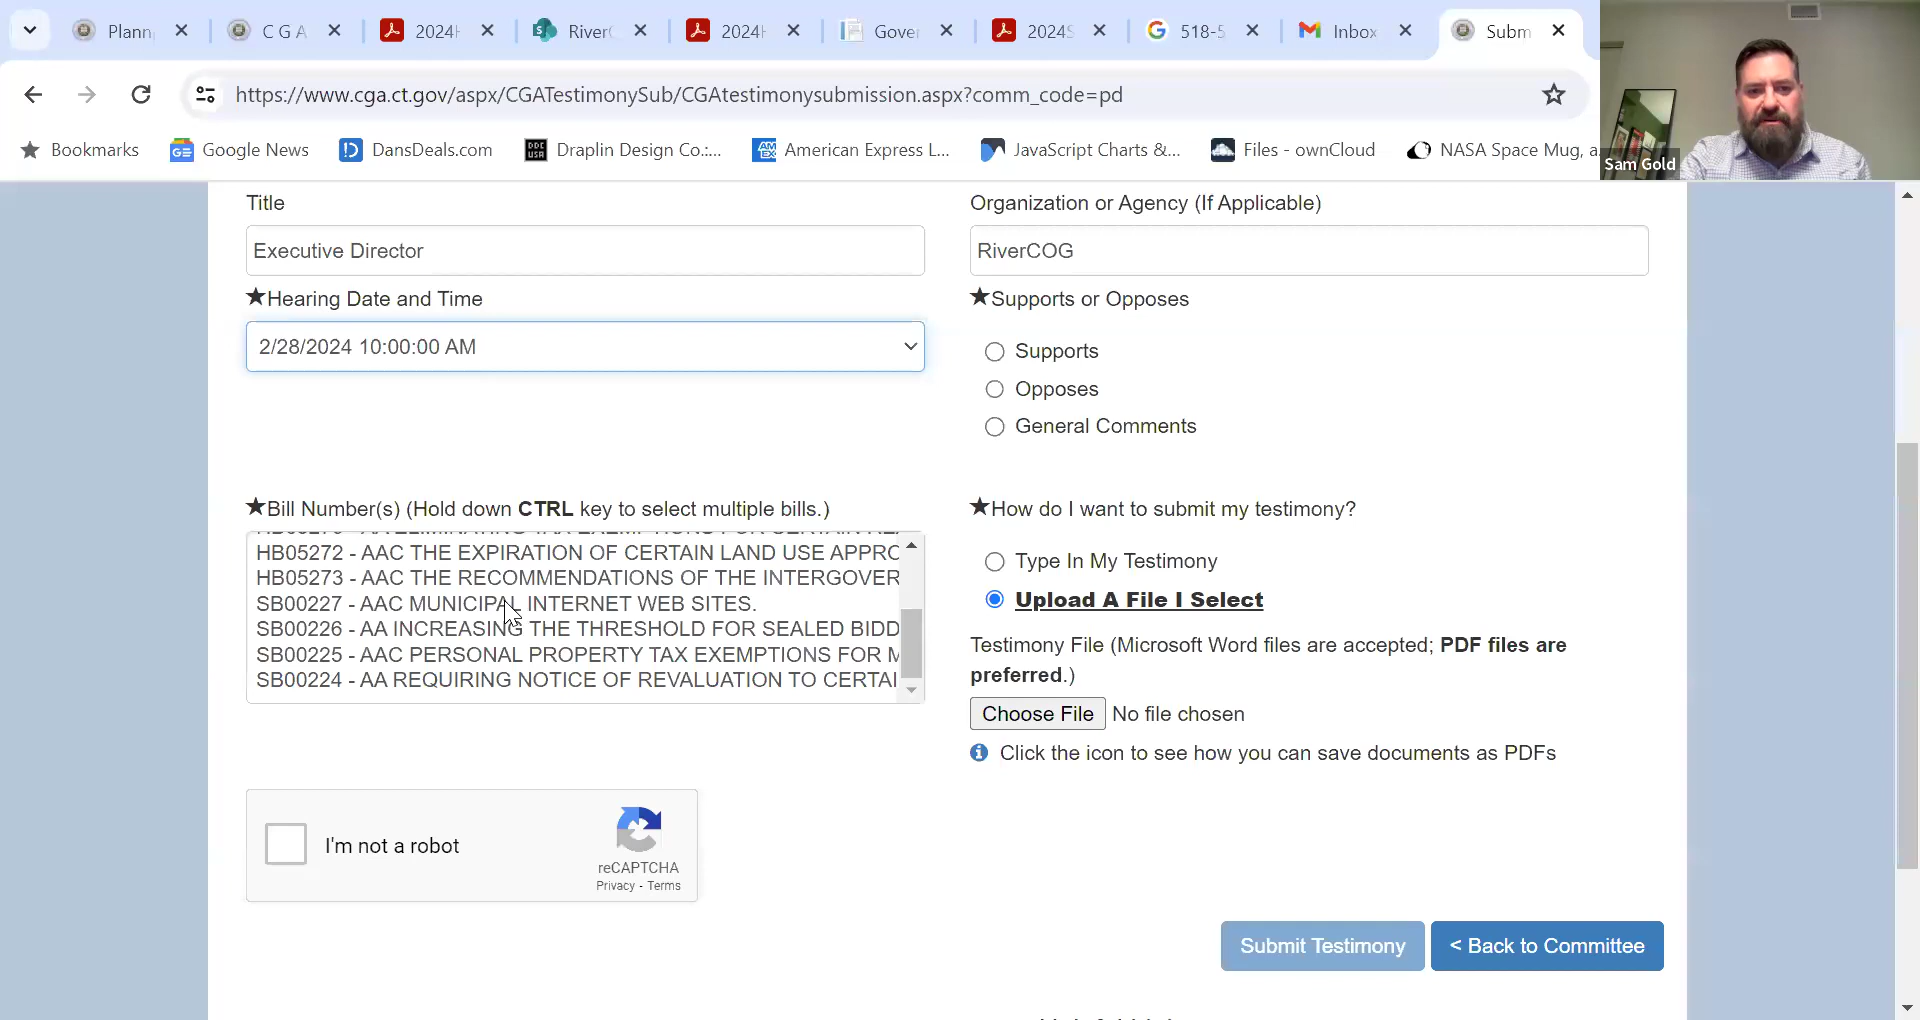 Plann
C G A
2024H
River
2024H
Gover
2024S
518-5
Inbox
Subm
https://www.cga.ct.gov/aspx/CGATestimonySub/CGAtestimonysubmission.aspx?comm_code=pd
Bookmarks
Google News
DansDeals.com
Draplin Design Co.:...
American Express L...
JavaScript Charts &...
Files - ownCloud
NASA Space Mug, a
Sam Gold
Title
Organization or Agency (If Applicable)
Executive Director
RiverCOG
★Hearing Date and Time
★Supports or Opposes
2/28/2024 10:00:00 AM
Supports
Opposes
General Comments
★Bill Number(s) (Hold down CTRL key to select multiple bills.)
★How do I want to submit my testimony?
HB05272 - AAC THE EXPIRATION OF CERTAIN LAND USE APPRO
HB05273 - AAC THE RECOMMENDATIONS OF THE INTERGOVER
SB00227 - AAC MUNICIPAL INTERNET WEB SITES.
SB00226 - AA INCREASING THE THRESHOLD FOR SEALED BIDD
SB00225 - AAC PERSONAL PROPERTY TAX EXEMPTIONS FOR M
SB00224 - AA REQUIRING NOTICE OF REVALUATION TO CERTAI
Type In My Testimony
Upload A File I Select
Testimony File (Microsoft Word files are accepted; PDF files are
preferred.)
Choose File No file chosen
Click the icon to see how you can save documents as PDFs
I'm not a robot
reCAPTCHA
Privacy - Terms
Submit Testimony
< Back to Committee